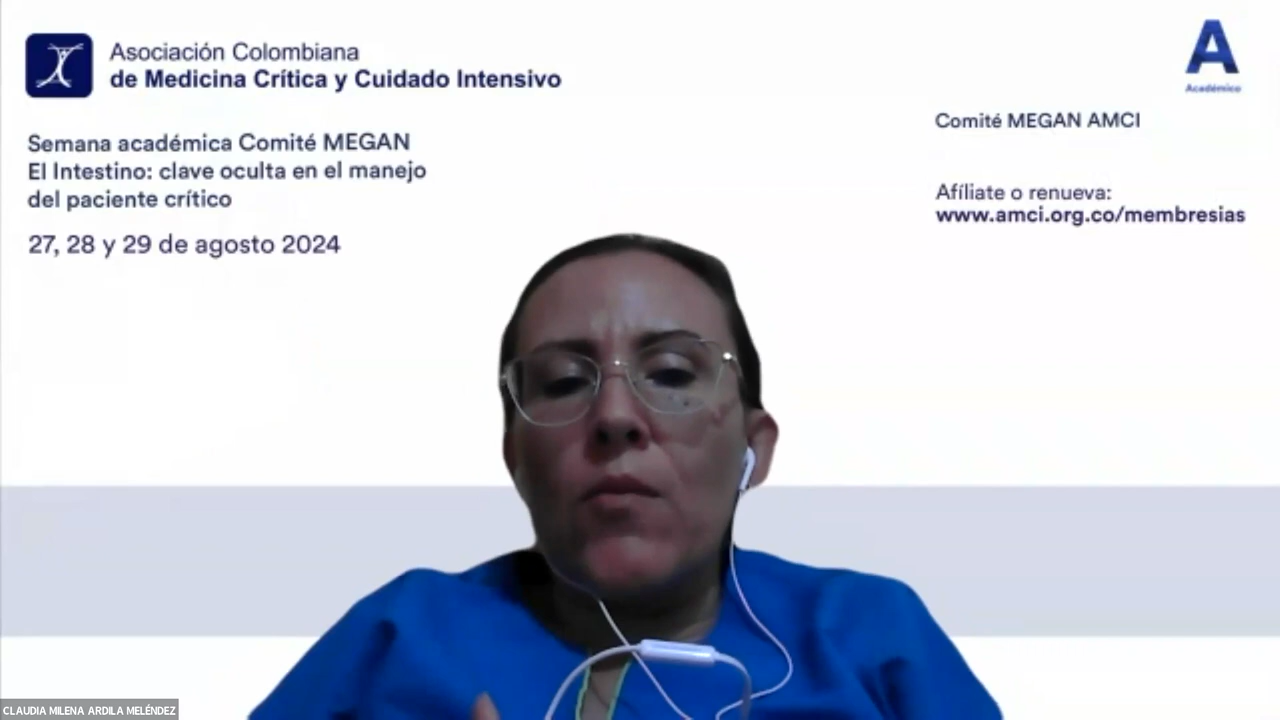 Asociación Colombiana
de Medicina Crítica y Cuidado Intensivo
Académico
Comité MEGAN AMCI
Semana académica Comité MEGAN
El Intestino: clave oculta en el manejo
del paciente crítico
Afíliate o renueva:
www.amci.org.co/membresias
27, 28 y 29 de agosto 2024
CLAUDIA MILENA ARDILA MELÉNDEZ